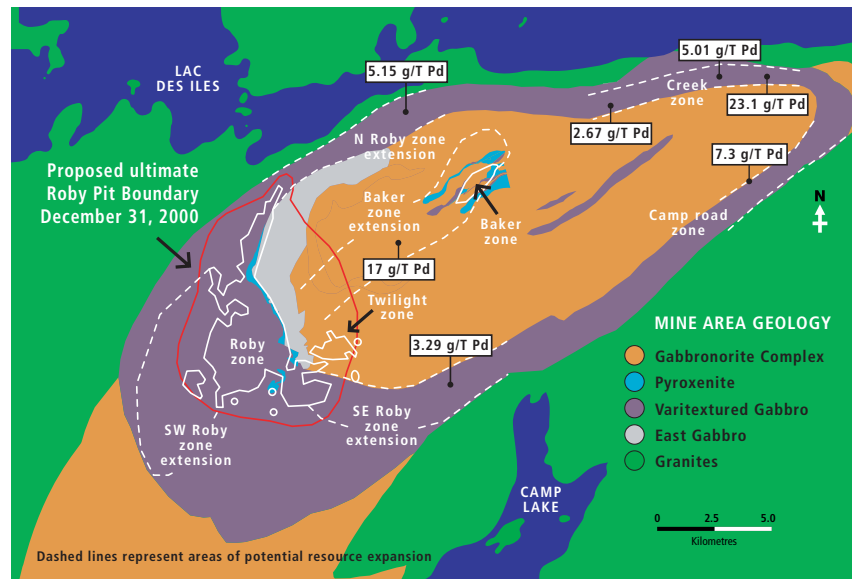 LAC
DES ILES
5.15 g/T Pd
5.01 g/T Pd
Creek
zone
23.1 g/T Pd
2.67 g/T Pd
N Roby zone
extension
7.3 g/T Pd
Proposed ultimate
Roby Pit Boundary
December 31, 2000
Baker
zone
extension
Baker
zone
Camp road
zone
N
17 g/T Pd
Twilight
zone
Roby
zone
3.29 g/T Pd
MINE AREA GEOLOGY
Gabbronorite Complex
Pyroxenite
Varitextured Gabbro
East Gabbro
Granites
SW Roby
zone
extension
SE Roby
zone
extension
CAMP
LAKE
0 2.5 5.0
Kilometres
Dashed lines represent areas of potential resource expansion